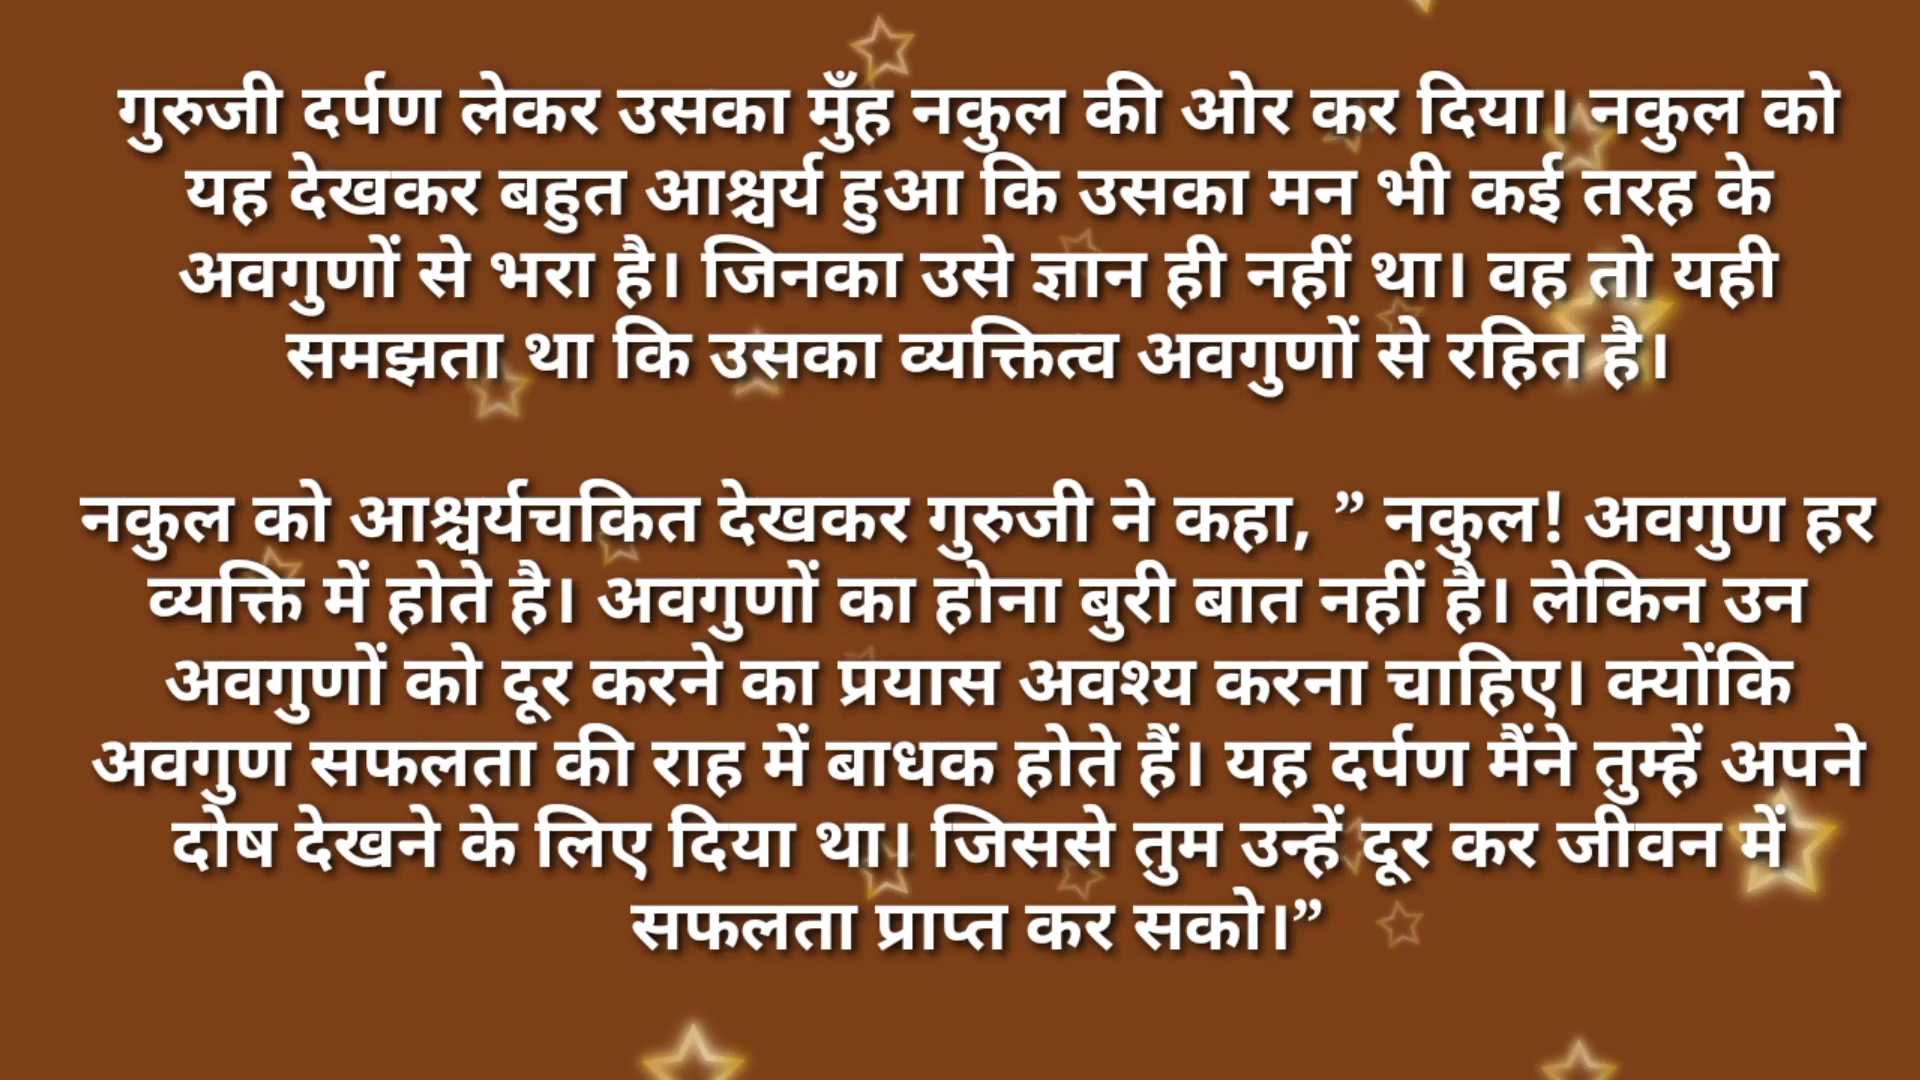 गुरुजी दर्पण लेकर उसका मुँह नकुल की ओर कर दिया। नकुल को
यह देखकर बहुत आश्चर्य हुआ कि उसका मन भी कई तरह के
अवगुणों से भरा है। जिनका उसे ज्ञान ही नहीं था। वह तो यही
समझता था कि उसका व्यक्तित्व अवगुणों से रहित है।
नकुल को आश्चर्यचकित देखकर गुरुजी ने कहा, ” नकुल! अवगुण हर
व्यक्ति में होते है। अवगुणों का होना बुरी बात नहीं है। लेकिन उन
अवगुणों को दूर करने का प्रयास अवश्य करना चाहिए। क्योंकि
अवगुण सफलता की राह में बाधक होते हैं। यह दर्पण मैंने तुम्हें अपने
दोष देखने के लिए दिया था। जिससे तुम उन्हें दूर कर जीवन में
सफलता प्राप्त कर सको।”